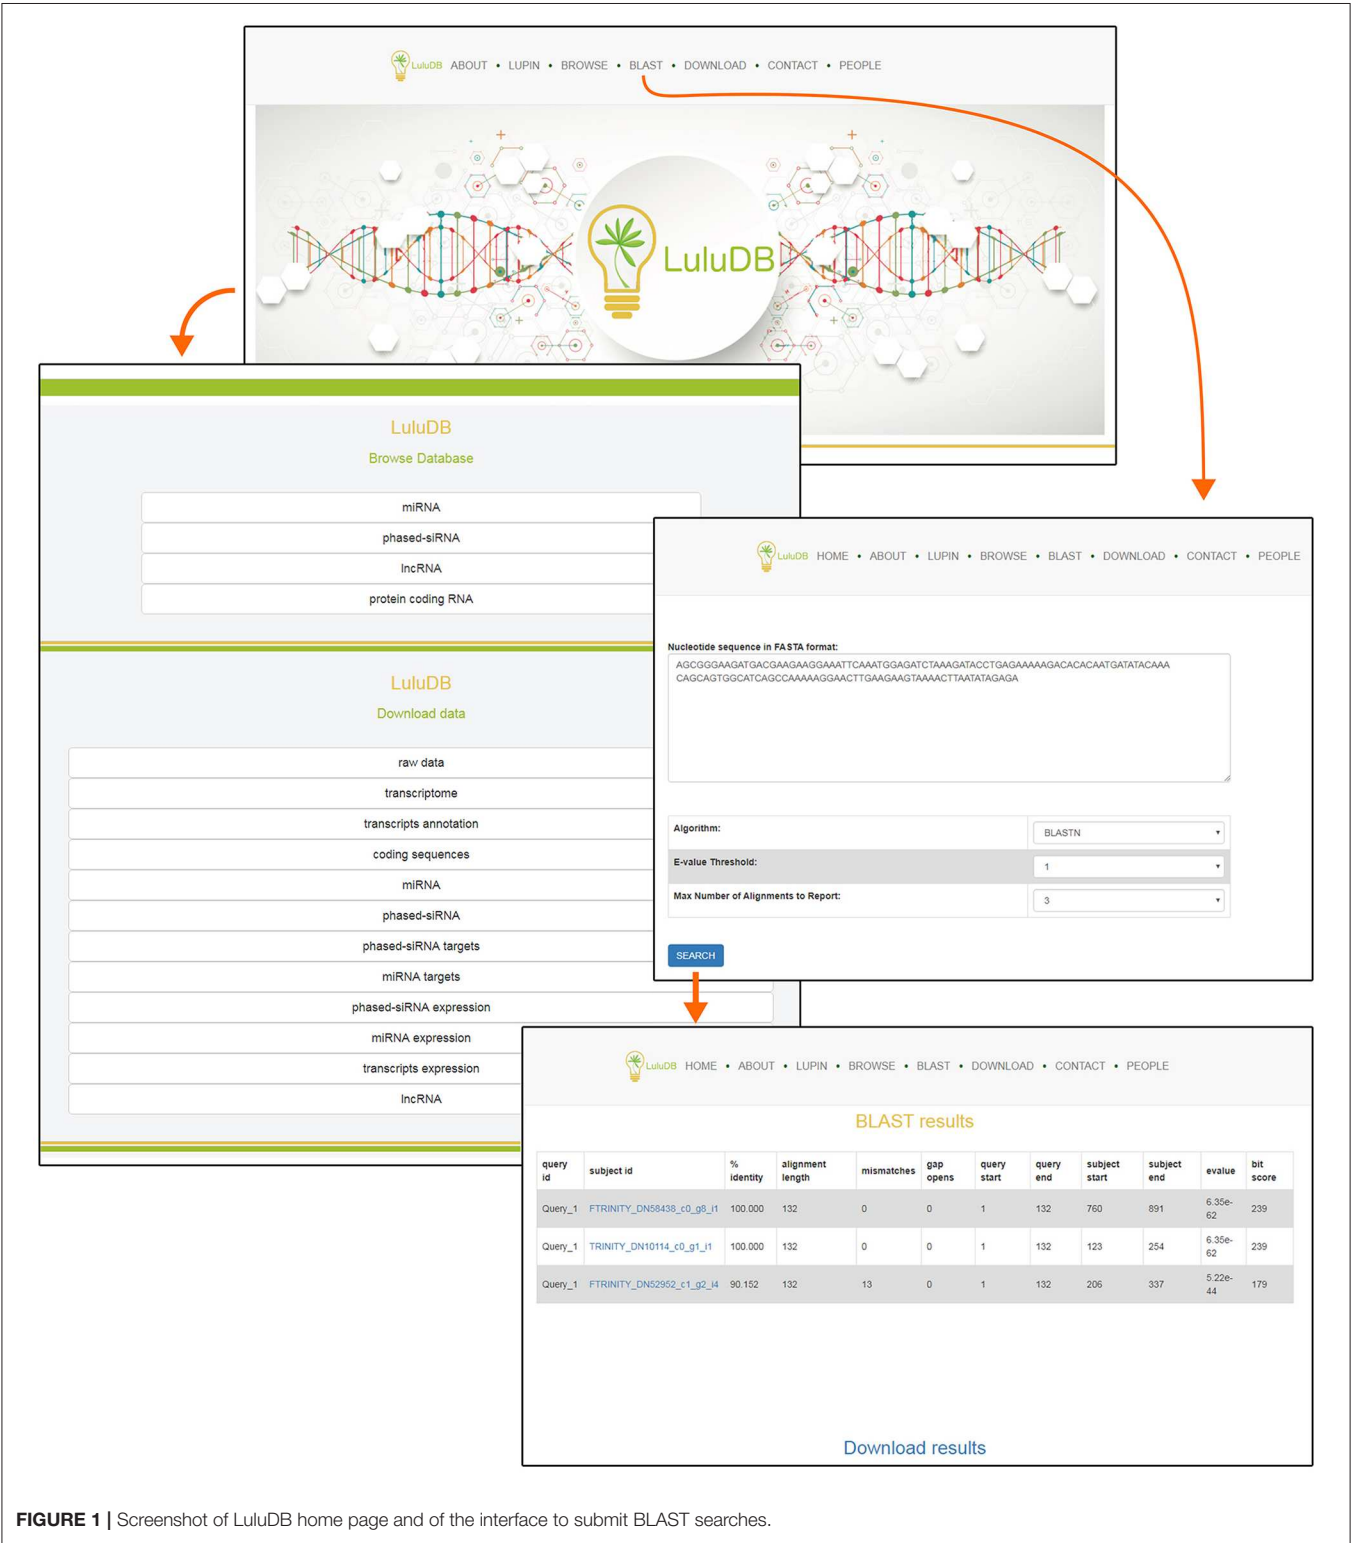 LuluDB ABOUT • LUPIN • BROWSE • BLAST • DOWNLOAD • CONTACT • PEOPLE
LuluDB
LuluDB
Browse Database
miRNA
phased-siRNA
lncRNA
protein coding RNA
LuluDB
Download data
raw data
transcriptome
transcripts annotation
coding sequences
miRNA
phased-siRNA
phased-siRNA targets
miRNA targets
phased-siRNA expression
miRNA expression
transcripts expression
lncRNA
LuluDB HOME • ABOUT • LUPIN • BROWSE • BLAST • DOWNLOAD • CONTACT • PEOPLE
Nucleotide sequence in FASTA format:
AGCGGGAAGATGACGAAGAAGGAAATTCAAATGGAGATCTAAAGATACCTGAGAAAAAGACACACAATGATATACAAA
CAGCAGTGGCATCAGCCAAAAAGGAACTTGAAGAAGTAAAACTTAATATAGAGA
Algorithm: BLASTN
E-value Threshold: 1
Max Number of Alignments to Report: 3
SEARCH
LuluDB HOME • ABOUT • LUPIN • BROWSE • BLAST • DOWNLOAD • CONTACT • PEOPLE
BLAST results
query id subject id % identity alignment length mismatches gap opens query start query end subject start subject end evalue bit score
Query_1 FTRINITY_DN58438_c0_g8_i1 100.000 132 0 0 1 132 760 891 6.35e-62 239
Query_1 TRINITY_DN10114_c0_g1_i1 100.000 132 0 0 1 132 123 254 6.35e-62 239
Query_1 FTRINITY_DN52952_c1_g2_i4 90.152 132 13 0 1 132 206 337 5.22e-44 179
Download results
FIGURE 1 | Screenshot of LuluDB home page and of the interface to submit BLAST searches.